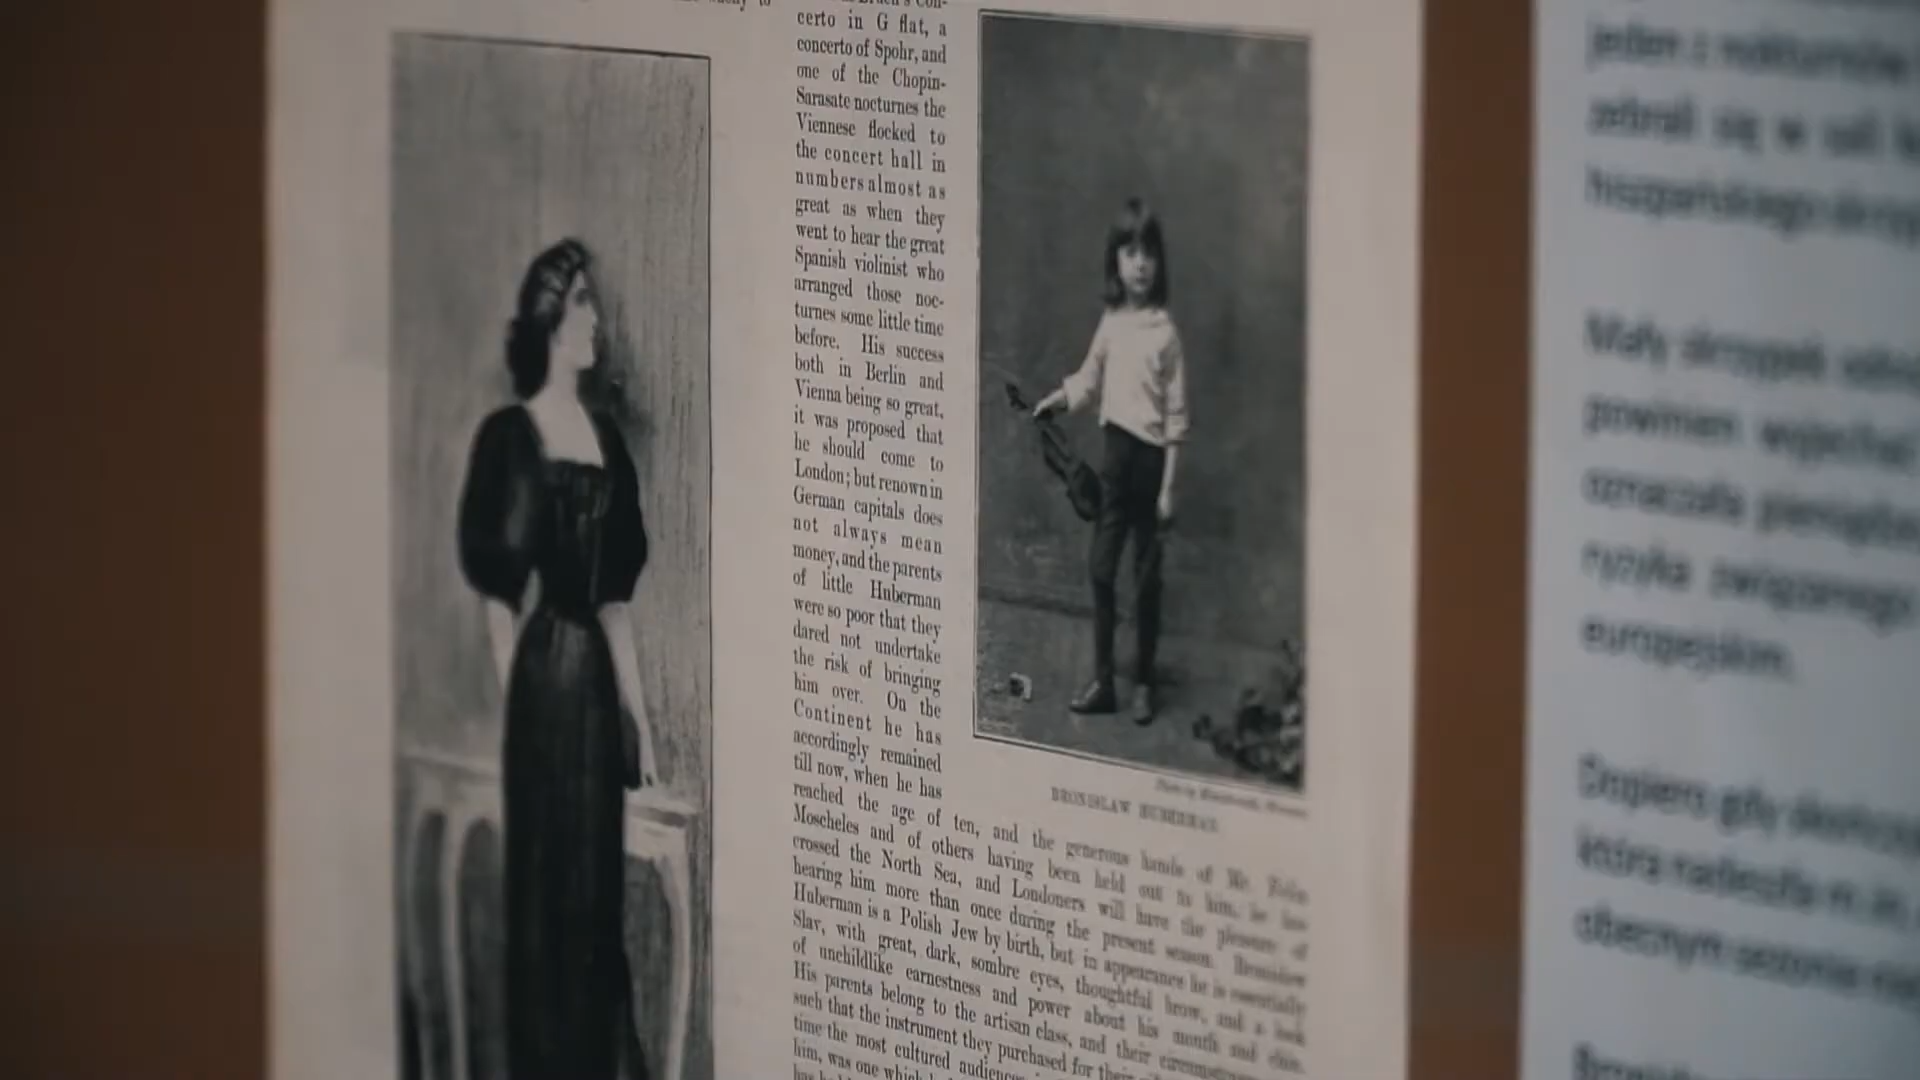 certo in G flat, a
concerto of Spohr, and
one of the Chopin-
Sarasate nocturnes the
Viennese flocked to
the concert hall in
numbers almost as
great as when they
went to hear the great
Spanish violinist who
arranged those noc-
turnes some little time
before. His success
both in Berlin and
Vienna being so great,
it was proposed that
he should come to
London; but renown in
German capitals does
not always mean
money, and the parents
of little Huberman
were so poor that they
dared not undertake
the risk of bringing
him over. On the
Continent he has
accordingly remained
till now, when he has
reached the age of ten, and the generous hands of Mr. Felix
Moscheles and of others having been held out to him, he has
crossed the North Sea, and Londoners will have the pleasure of
hearing him more than once during the present season. Bronislaw
Huberman is a Polish Jew by birth, but in appearance he is essentially
Slav, with great, dark, sombre eyes, thoughtful brow, and a look
of unchildlike earnestness and power about his mouth and chin.
His parents belong to the artisan class, and their
such that the instrument they purchased for their
time the most cultured
him, was one which
BRONISLAW HUBERMAN
jeden z nokturnów
zebrali się w sali
hiszpańskiego
Mały skrzypek
powinien wyjechać
oznaczała
ryzyka związanego
europejskim.
Dopiero gdy
która nadeszła m.in.
obecnym sezonie